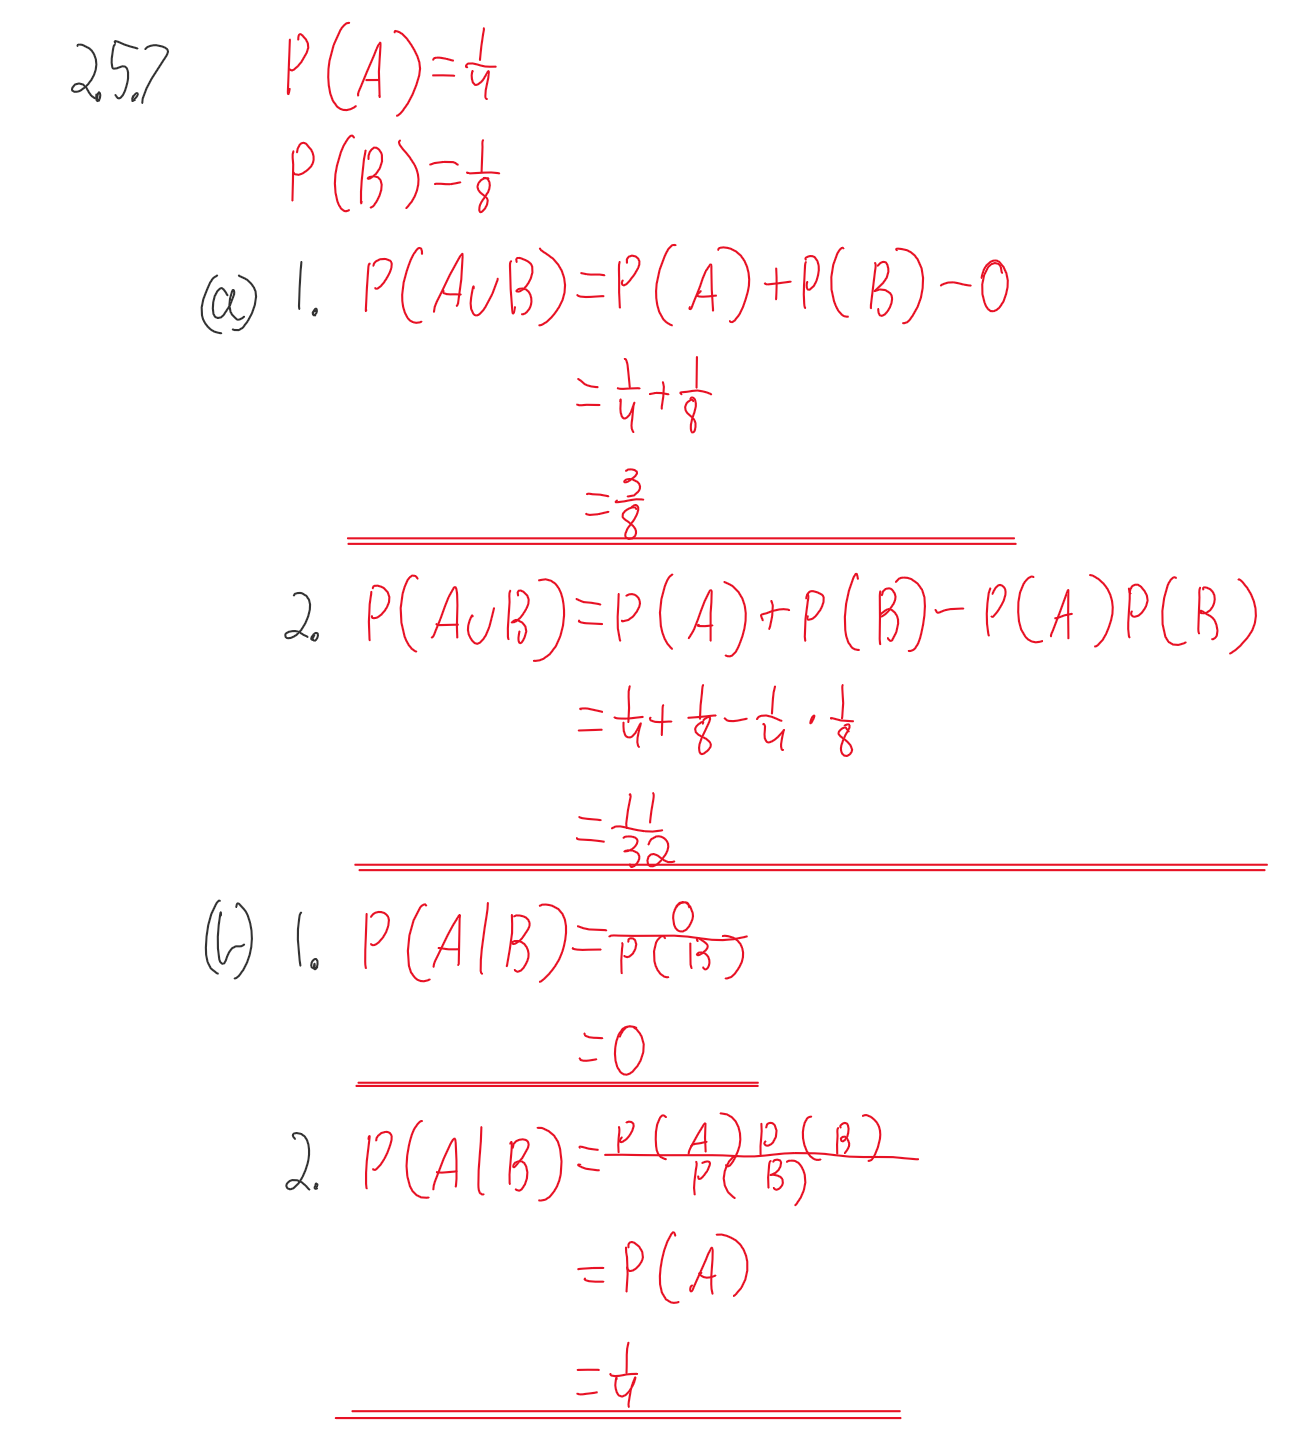 2.5.7 P(A)=1/4
P(B)=1/8
(a) 1. P(A∪B)=P(A)+P(B)-0
=1/4+1/8
=3/8
2. P(A∪B)=P(A)+P(B)-P(A)P(B)
=1/4+1/8-1/4·1/8
=11/32
(b) 1. P(A|B)=0/P(B)
=0
2. P(A|B)=P(A)P(B)/P(B)
=P(A)
=1/4